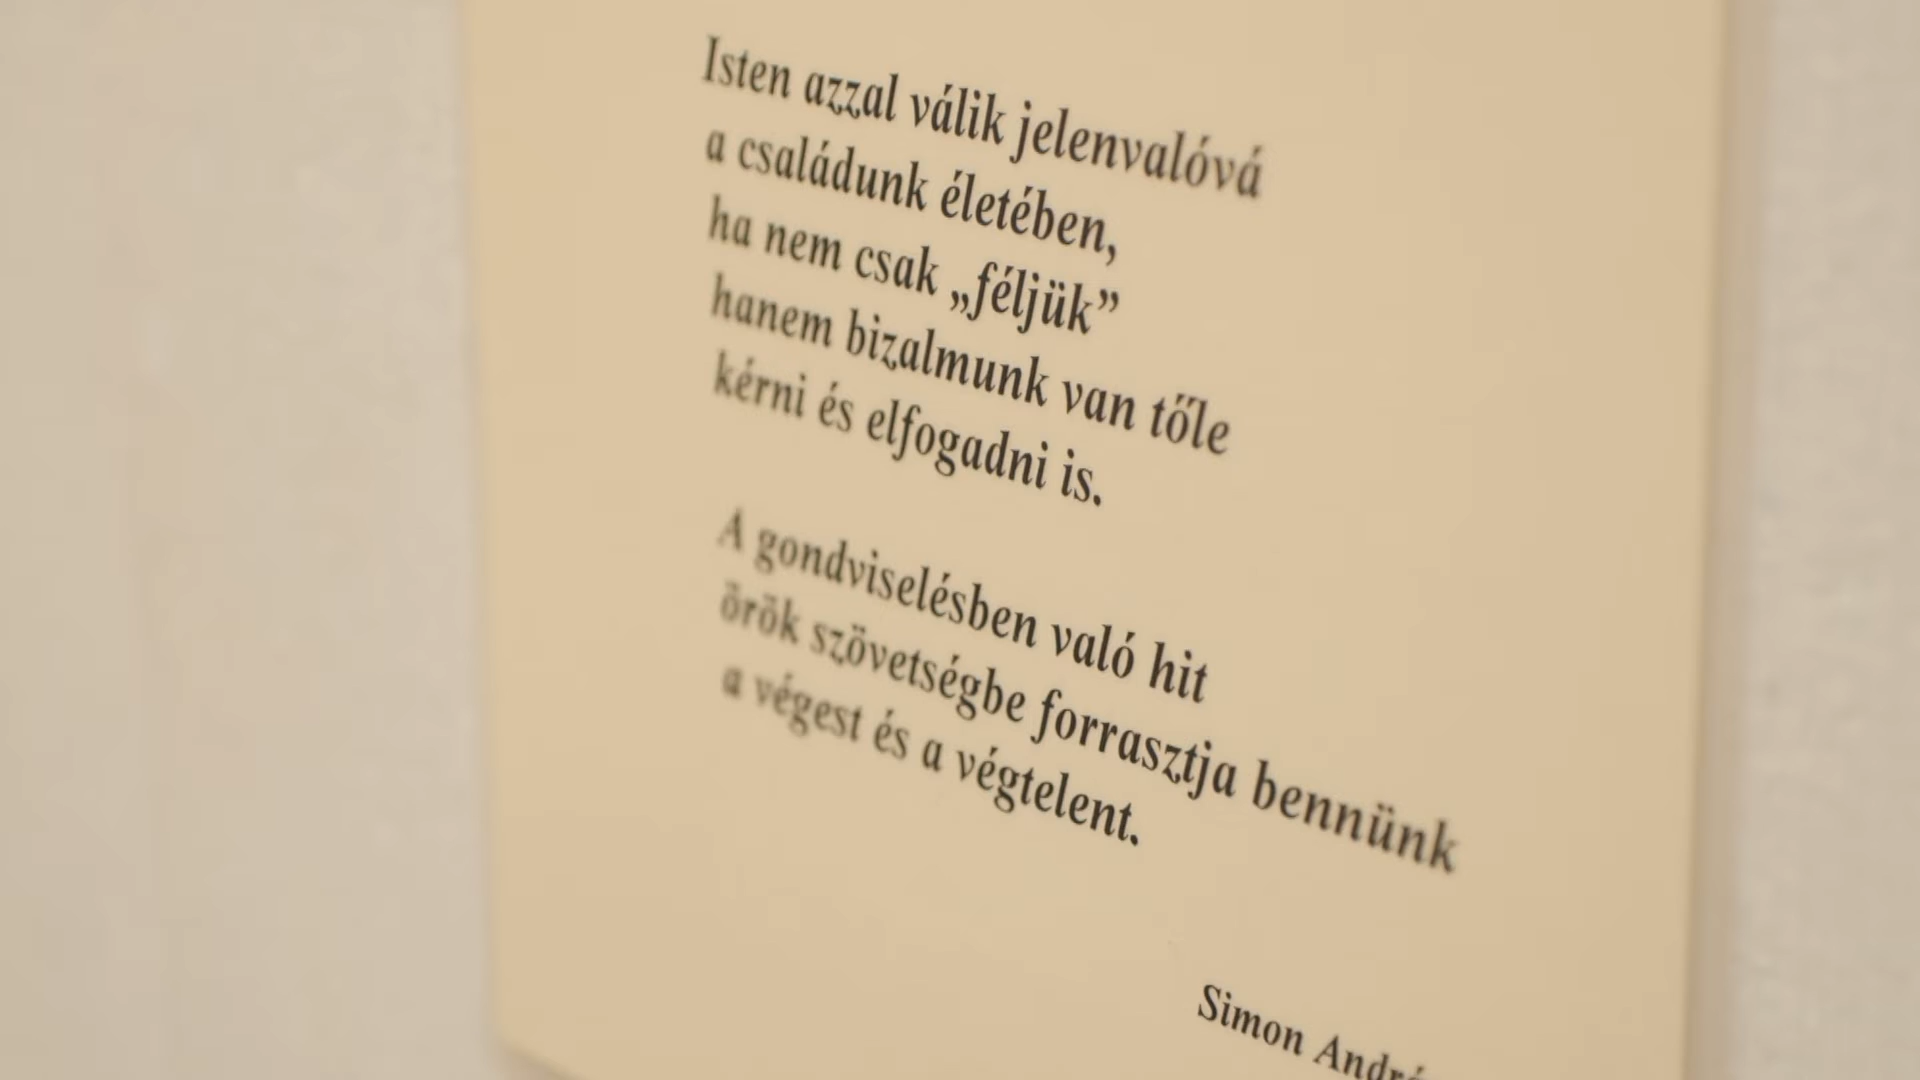 Isten azzal válik jelenvalóvá
a családunk életében,
ha nem csak „féljük”
hanem bizalmunk van tőle
kérni és elfogadni is.
A gondviselésben való hit
örök szövetségbe forrasztja bennünk
a végest és a végtelent.
Simon